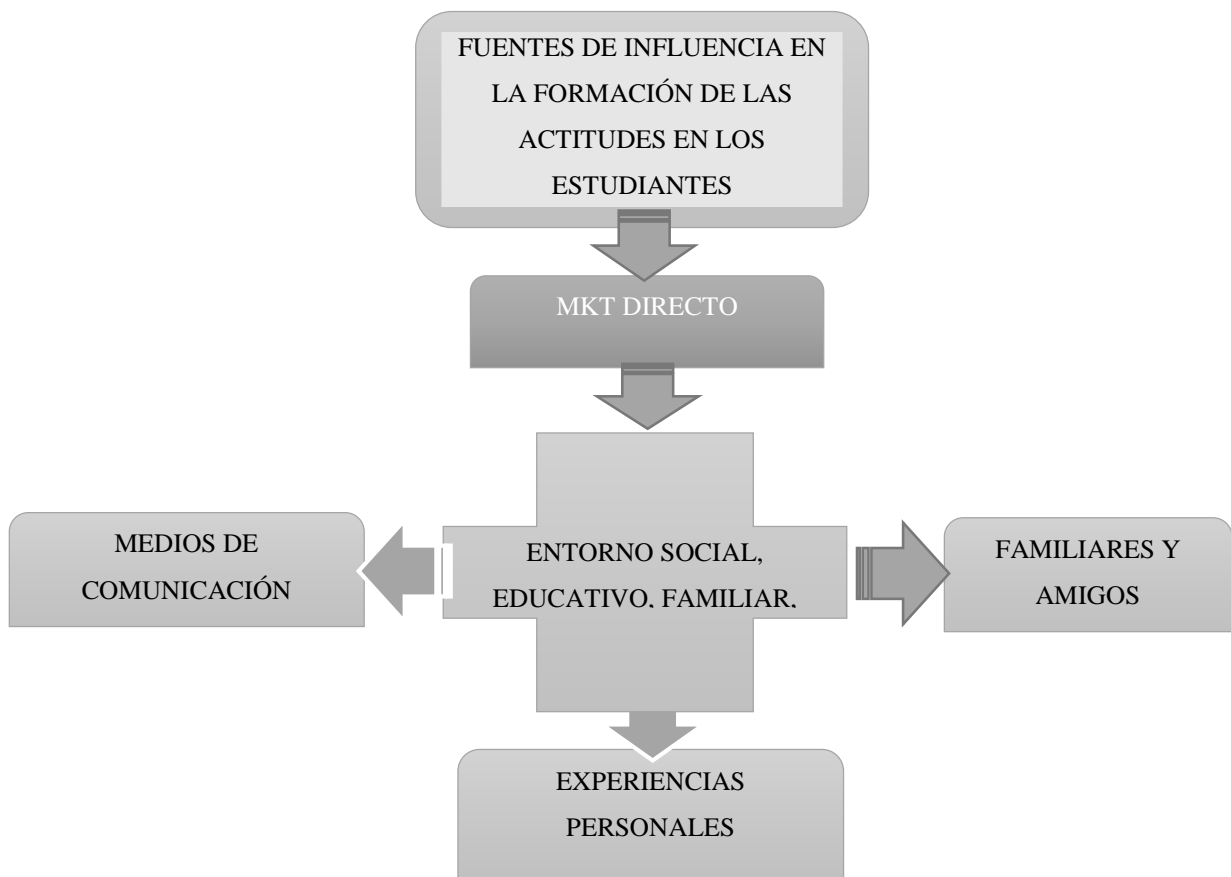 FUENTES DE INFLUENCIA EN
LA FORMACIÓN DE LAS
ACTITUDES EN LOS
ESTUDIANTES
MKT DIRECTO
MEDIOS DE
COMUNICACIÓN
ENTORNO SOCIAL,
EDUCATIVO, FAMILIAR,
FAMILIARES Y
AMIGOS
EXPERIENCIAS
PERSONALES